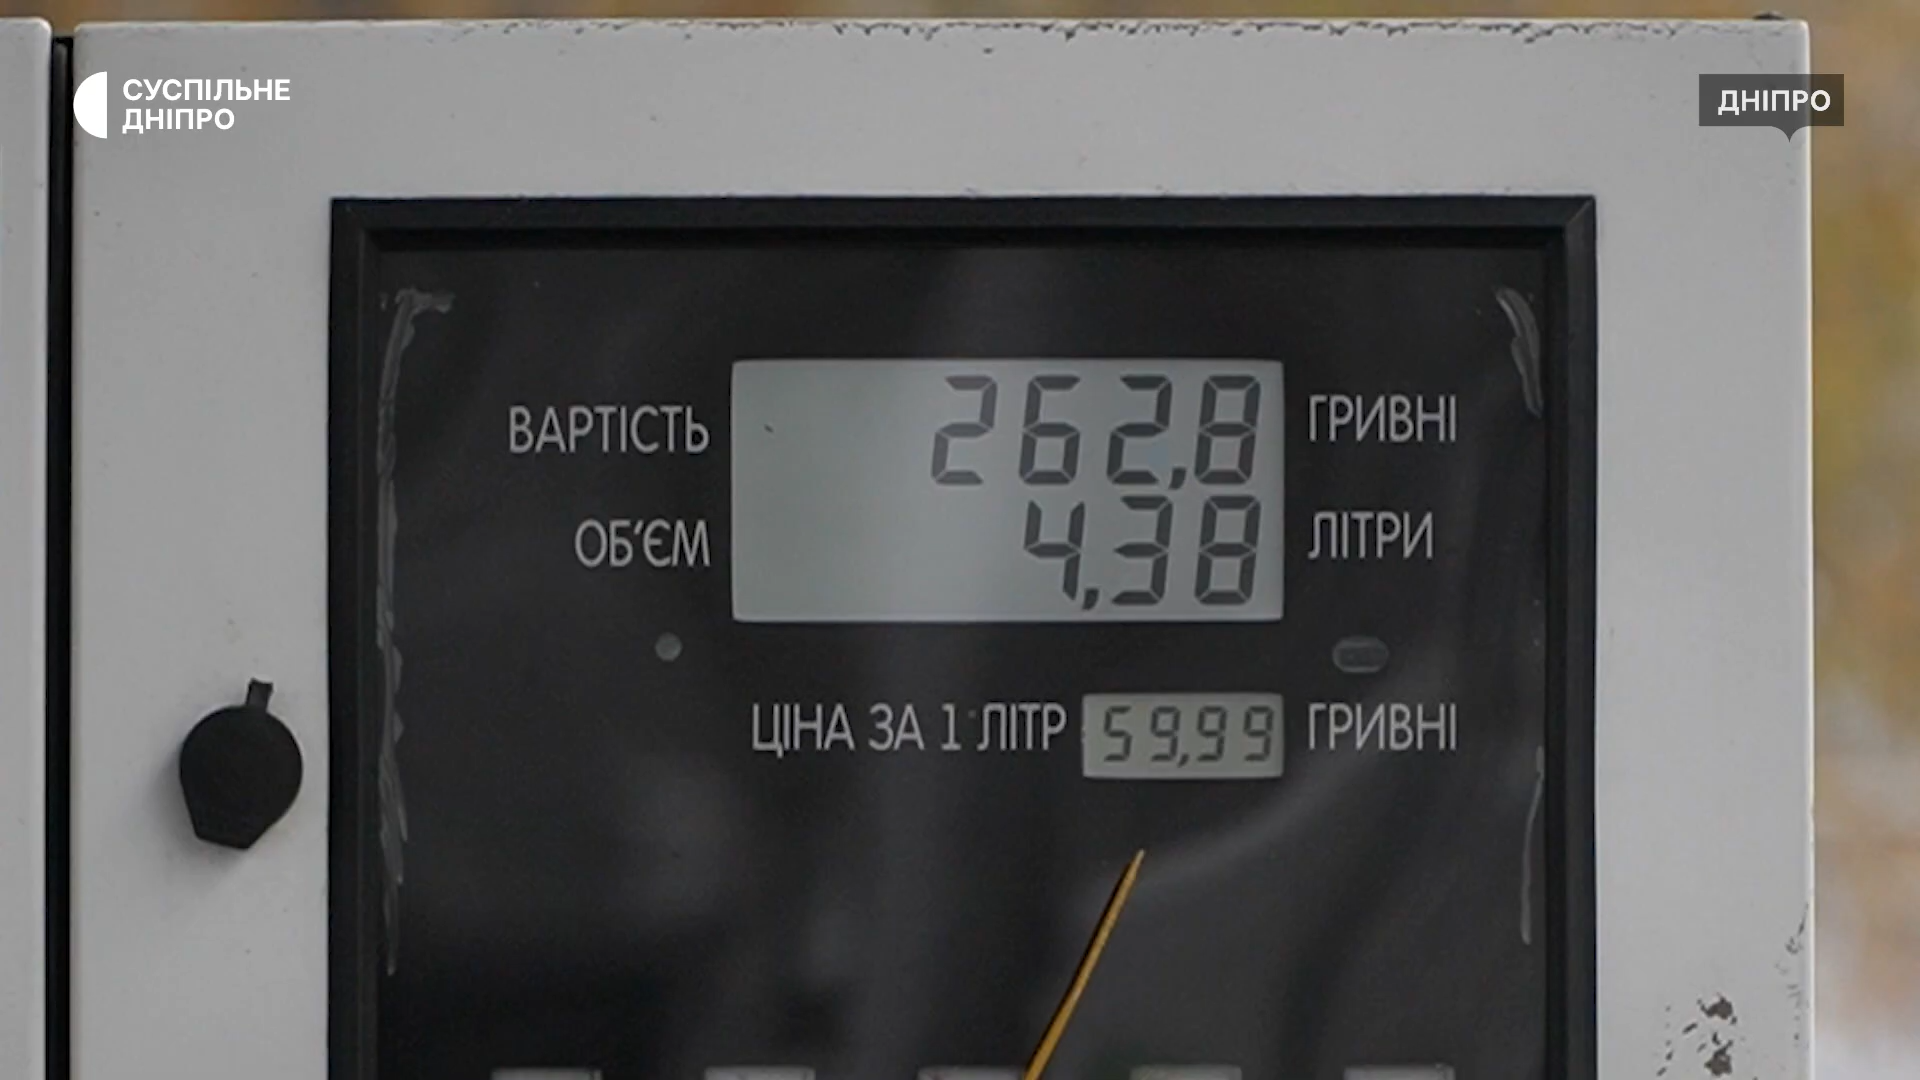 СУСПІЛЬНЕ
ДНІПРО
ДНІПРО
ВАРТІСТЬ 262,8 ГРИВНІ
ОБ'ЄМ 4,38 ЛІТРИ
ЦІНА ЗА 1 ЛІТР 59,99 ГРИВНІ